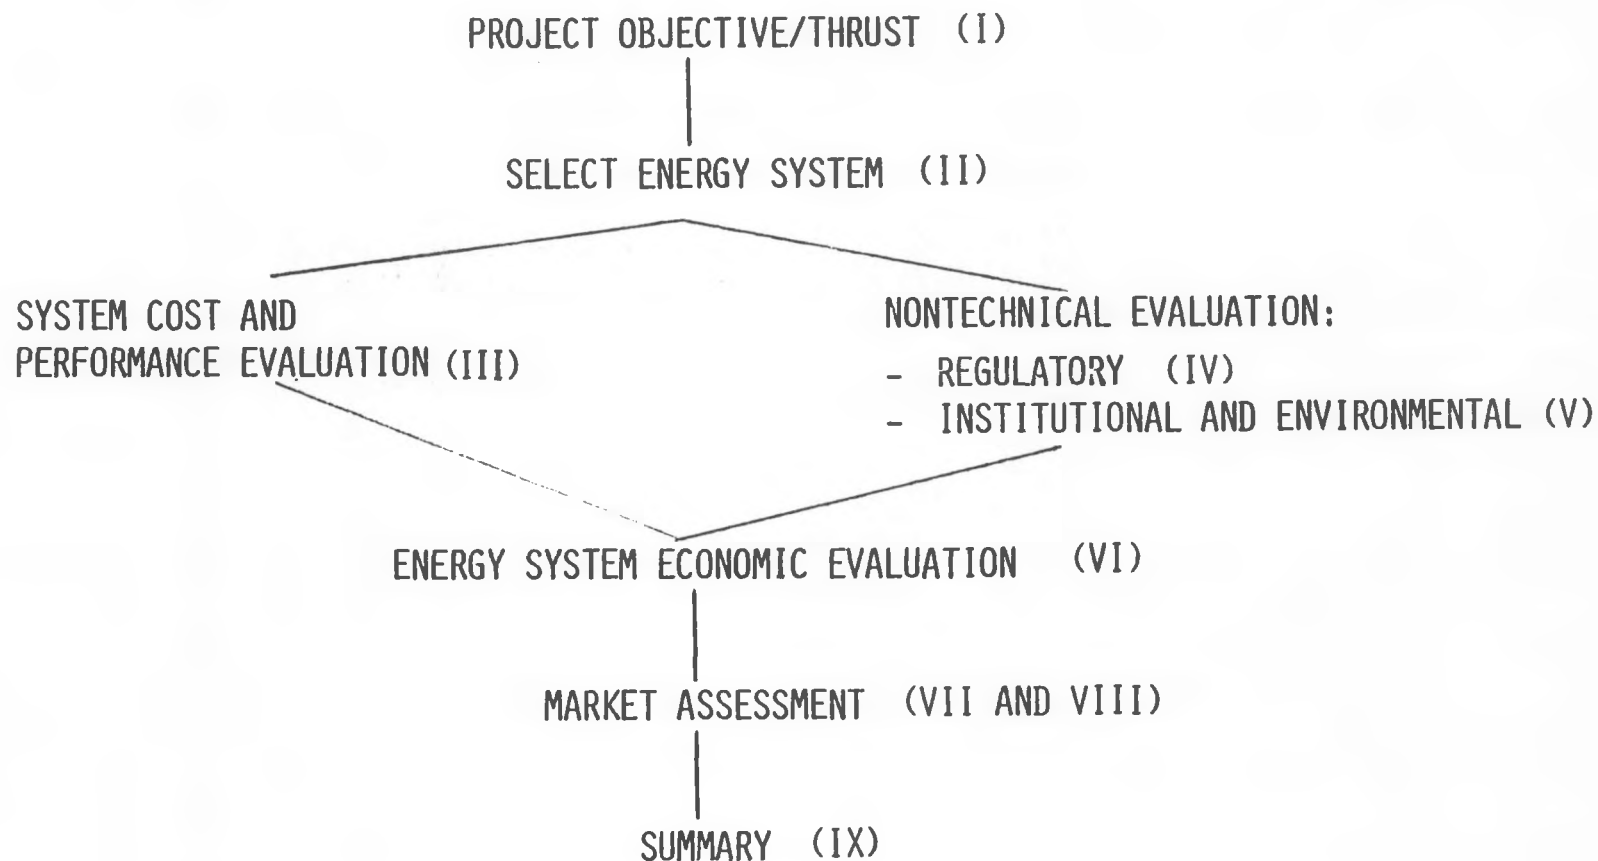 PROJECT OBJECTIVE/THRUST (I)
SELECT ENERGY SYSTEM (II)
SYSTEM COST AND
PERFORMANCE EVALUATION (III)
NONTECHNICAL EVALUATION:
- REGULATORY (IV)
- INSTITUTIONAL AND ENVIRONMENTAL (V)
ENERGY SYSTEM ECONOMIC EVALUATION (VI)
MARKET ASSESSMENT (VII AND VIII)
SUMMARY (IX)